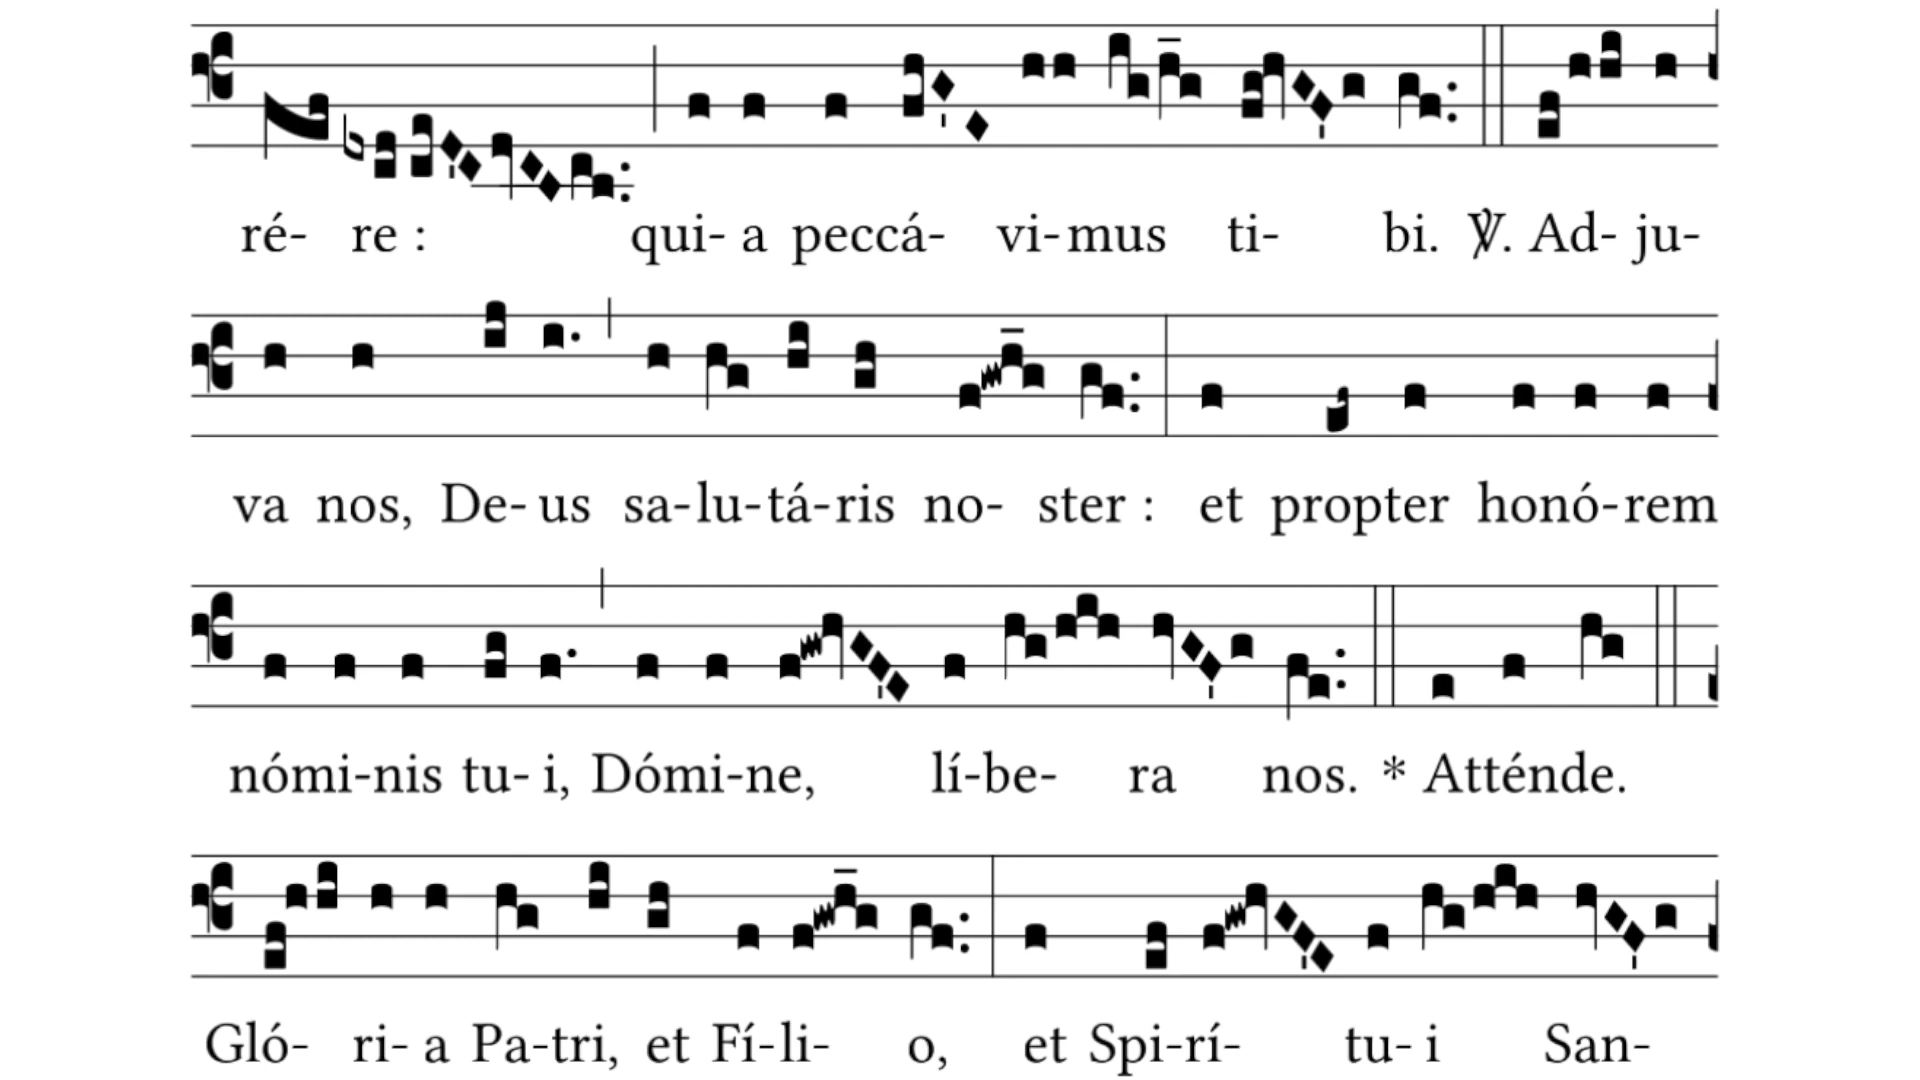 ré- re : qui- a peccá- vi-mus ti- bi. ℣. Ad- ju-
va nos, De- us sa-lu-tá-ris no- ster : et propter honó-rem
nómi-nis tu- i, Dómi-ne, lí-be- ra nos. * Atténde.
Gló- ri- a Pa-tri, et Fí-li- o, et Spi-rí- tu- i San-